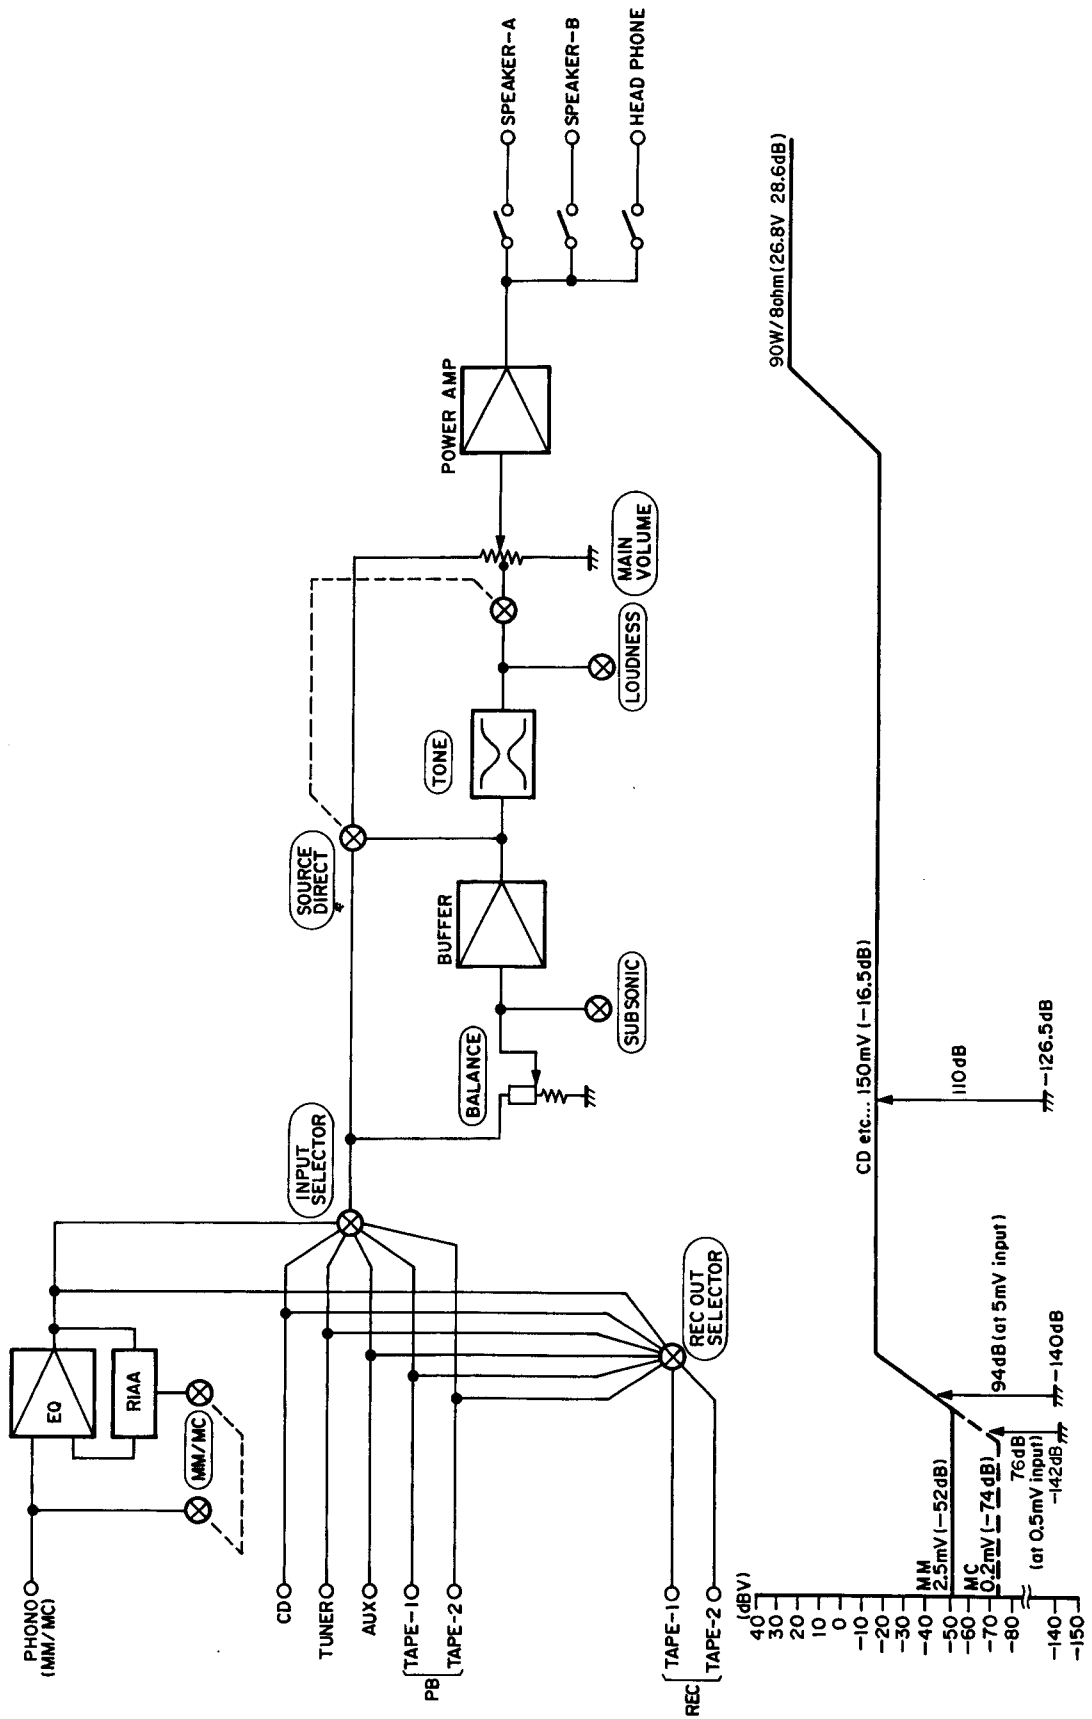 PHONO
(MM/MC)
EQ
RIAA
MM/MC
CD
TUNER
AUX
TAPE-1
TAPE-2
PB
TAPE-1
TAPE-2
REC
INPUT
SELECTOR
REC OUT
SELECTOR
BALANCE
SUBSONIC
BUFFER
SOURCE
DIRECT
TONE
LOUDNESS
MAIN
VOLUME
POWER AMP
SPEAKER-A
SPEAKER-B
HEAD PHONE
(dBV)
40
30
20
10
0
-10
-20
-30
-40
-50
-60
-70
-80
-140
-150
MM
2.5mV(-52dB)
MC
0.2mV(-74dB)
76dB
(at 0.5mV input)
-142dB
94dB(at 5mV input)
-140dB
CD etc... 150mV (-16.5dB)
110dB
-126.5dB
90W/8ohm(26.8V 28.6dB)